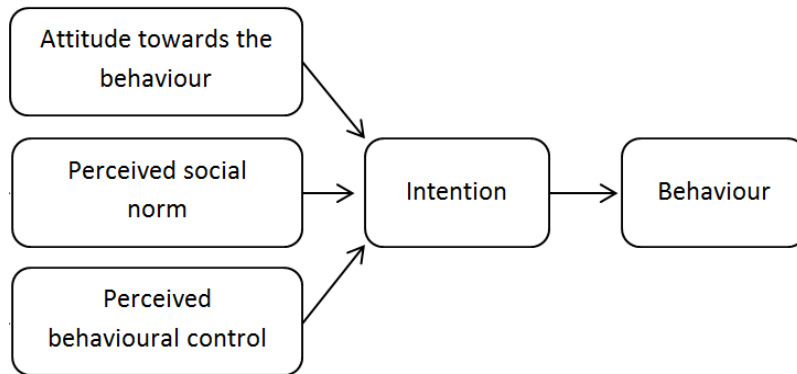 Attitude towards the
behaviour
Perceived social
norm
Intention
Behaviour
Perceived
behavioural control